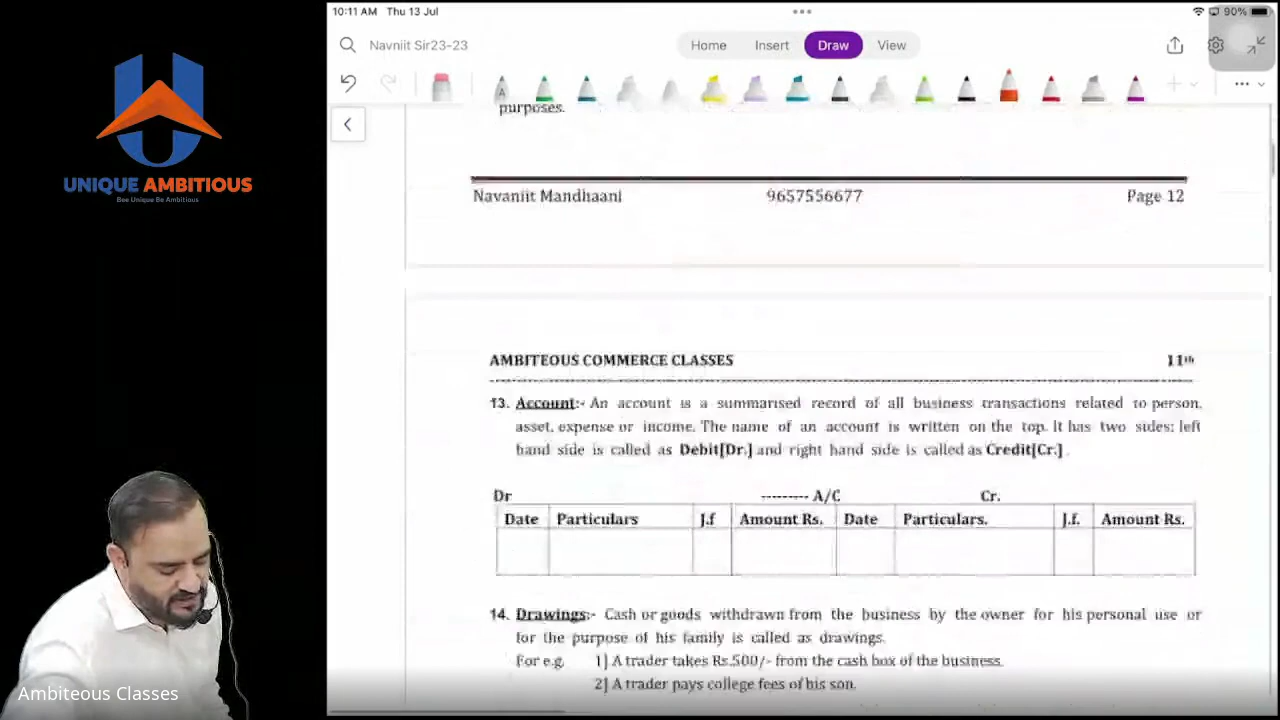 10:11 AM Thu 13 Jul
90%
Navniit Sir23-23
Home Insert Draw View
A
UNIQUE AMBITIOUS
Bee Unique Be Ambitious
purposes.
Navaniit Mandhaani 9657556677 Page 12
AMBITEOUS COMMERCE CLASSES 11th
13. Account:- An account is a summarised record of all business transactions related to person,
asset, expense or income. The name of an account is written on the top. It has two sides; left
hand side is called as Debit[Dr.] and right hand side is called as Credit[Cr.]
Dr -------- A/C Cr.
Date Particulars J.f Amount Rs. Date Particulars. J.f. Amount Rs.
14. Drawings:- Cash or goods withdrawn from the business by the owner for his personal use or
for the purpose of his family is called as drawings.
For e.g. 1] A trader takes Rs.500/- from the cash box of the business.
2] A trader pays college fees of his son.
Ambiteous Classes